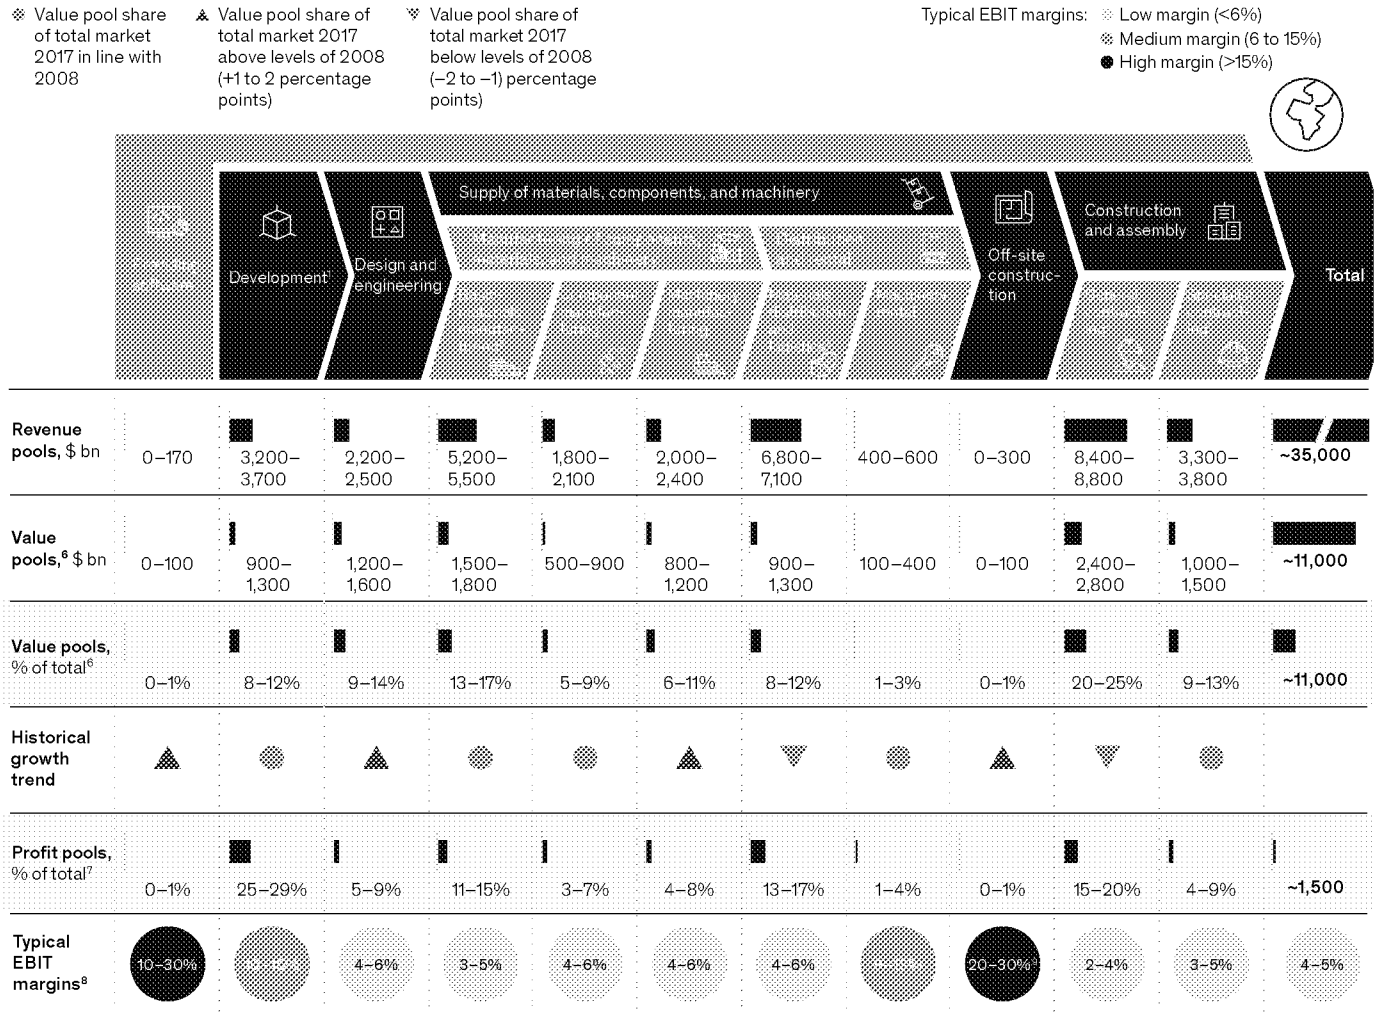 Value pool share
of total market
2017 in line with
2008
Value pool share of
total market 2017
above levels of 2008
(+1 to 2 percentage
points)
Value pool share of
total market 2017
below levels of 2008
(–2 to –1) percentage
points)
Typical EBIT margins:
Low margin (<6%)
Medium margin (6 to 15%)
High margin (>15%)
Supply of materials, components, and machinery
Development¹
Design and
engineering
Off-site
construc-
tion
Construction
and assembly
Total
Revenue
pools, $ bn
0–170
3,200–
3,700
2,200–
2,500
5,200–
5,500
1,800–
2,100
2,000–
2,400
6,800–
7,100
400–600
0–300
8,400–
8,800
3,300–
3,800
~35,000
Value
pools,⁶ $ bn
0–100
900–
1,300
1,200–
1,600
1,500–
1,800
500–900
800–
1,200
900–
1,300
100–400
0–100
2,400–
2,800
1,000–
1,500
~11,000
Value pools,
% of total⁶
0–1%
8–12%
9–14%
13–17%
5–9%
6–11%
8–12%
1–3%
0–1%
20–25%
9–13%
~11,000
Historical
growth
trend
Profit pools,
% of total⁷
0–1%
25–29%
5–9%
11–15%
3–7%
4–8%
13–17%
1–4%
0–1%
15–20%
4–9%
~1,500
Typical
EBIT
margins⁸
10–30%
4–6%
3–5%
4–6%
4–6%
4–6%
20–30%
2–4%
3–5%
4–5%